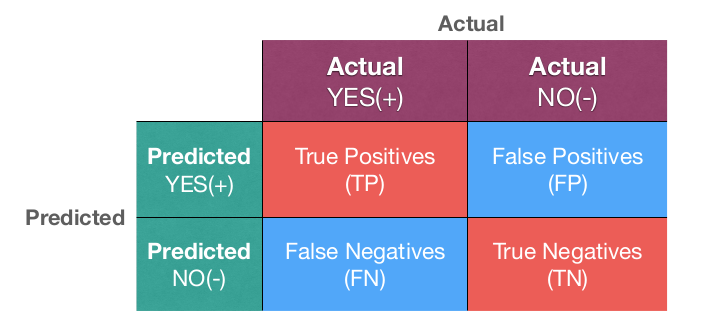 Actual
Actual
YES(+)
Actual
NO(-)
Predicted
YES(+)
True Positives
(TP)
False Positives
(FP)
Predicted
Predicted
NO(-)
False Negatives
(FN)
True Negatives
(TN)